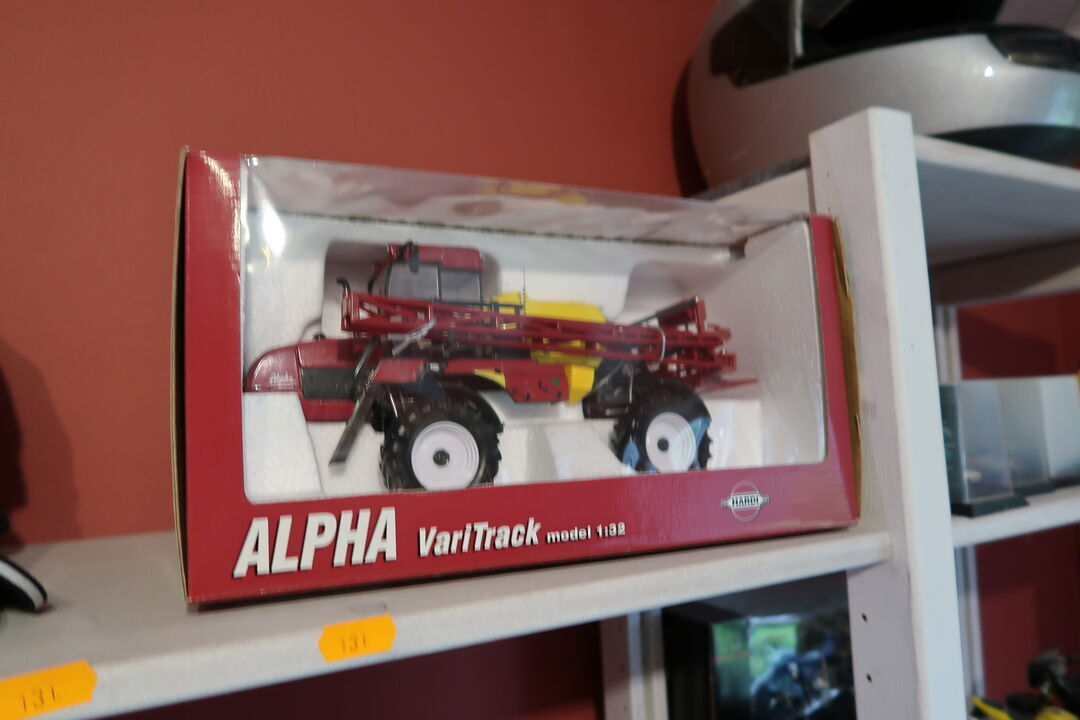 HARDI
ALPHA VariTrack model 1:32
131
131